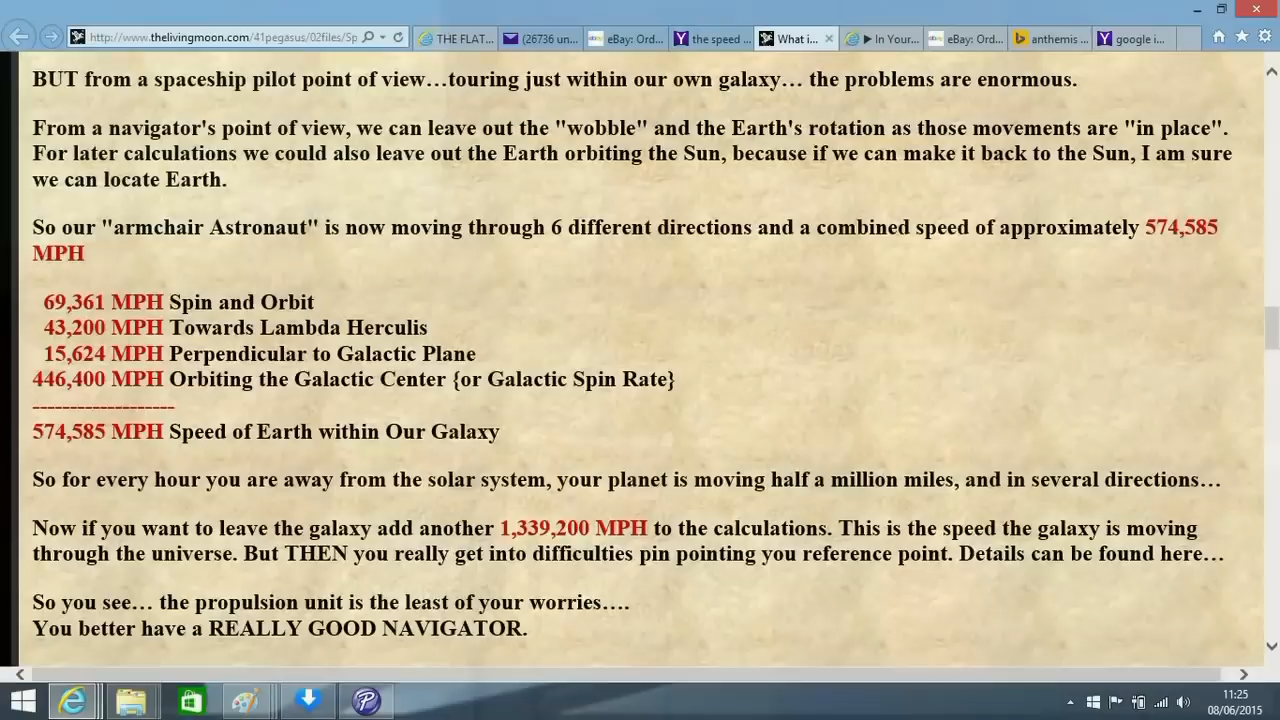 http://www.thelivingmoon.com/41pegasus/02files/Sp
THE FLAT...
(26736 un...
eBay: Ord...
the speed ...
What i...
In Your...
eBay: Ord...
anthemis ...
google i...
BUT from a spaceship pilot point of view…touring just within our own galaxy… the problems are enormous.
From a navigator's point of view, we can leave out the "wobble" and the Earth's rotation as those movements are "in place".
For later calculations we could also leave out the Earth orbiting the Sun, because if we can make it back to the Sun, I am sure
we can locate Earth.
So our "armchair Astronaut" is now moving through 6 different directions and a combined speed of approximately 574,585
MPH
69,361 MPH Spin and Orbit
43,200 MPH Towards Lambda Herculis
15,624 MPH Perpendicular to Galactic Plane
446,400 MPH Orbiting the Galactic Center {or Galactic Spin Rate}
-------------------
574,585 MPH Speed of Earth within Our Galaxy
So for every hour you are away from the solar system, your planet is moving half a million miles, and in several directions…
Now if you want to leave the galaxy add another 1,339,200 MPH to the calculations. This is the speed the galaxy is moving
through the universe. But THEN you really get into difficulties pin pointing you reference point. Details can be found here…
So you see… the propulsion unit is the least of your worries….
You better have a REALLY GOOD NAVIGATOR.
11:25
08/06/2015